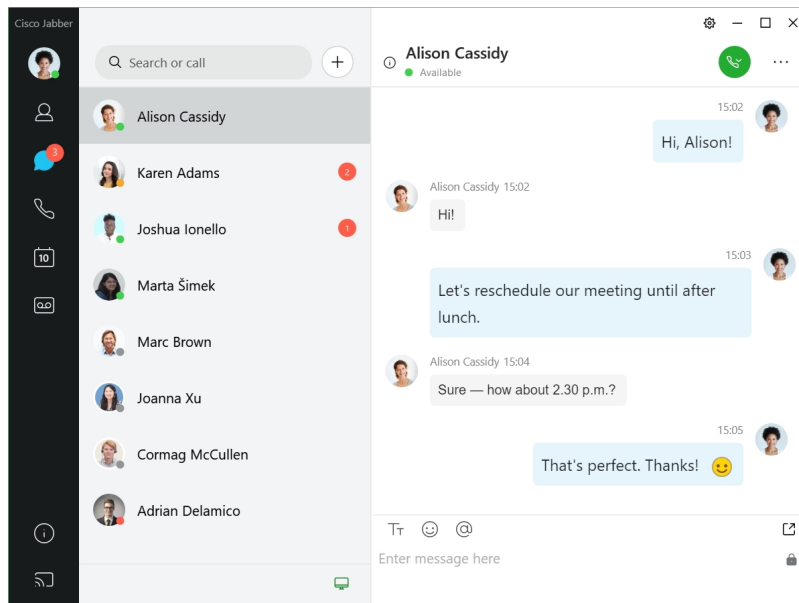 Cisco Jabber
3
10
Search or call
Alison Cassidy
Karen Adams
2
Joshua Ionello
1
Marta Šimek
Marc Brown
Joanna Xu
Cormag McCullen
Adrian Delamico
Alison Cassidy
Available
15:02
Hi, Alison!
Alison Cassidy 15:02
Hi!
15:03
Let's reschedule our meeting until after
lunch.
Alison Cassidy 15:04
Sure — how about 2.30 p.m.?
15:05
That's perfect. Thanks!
Enter message here